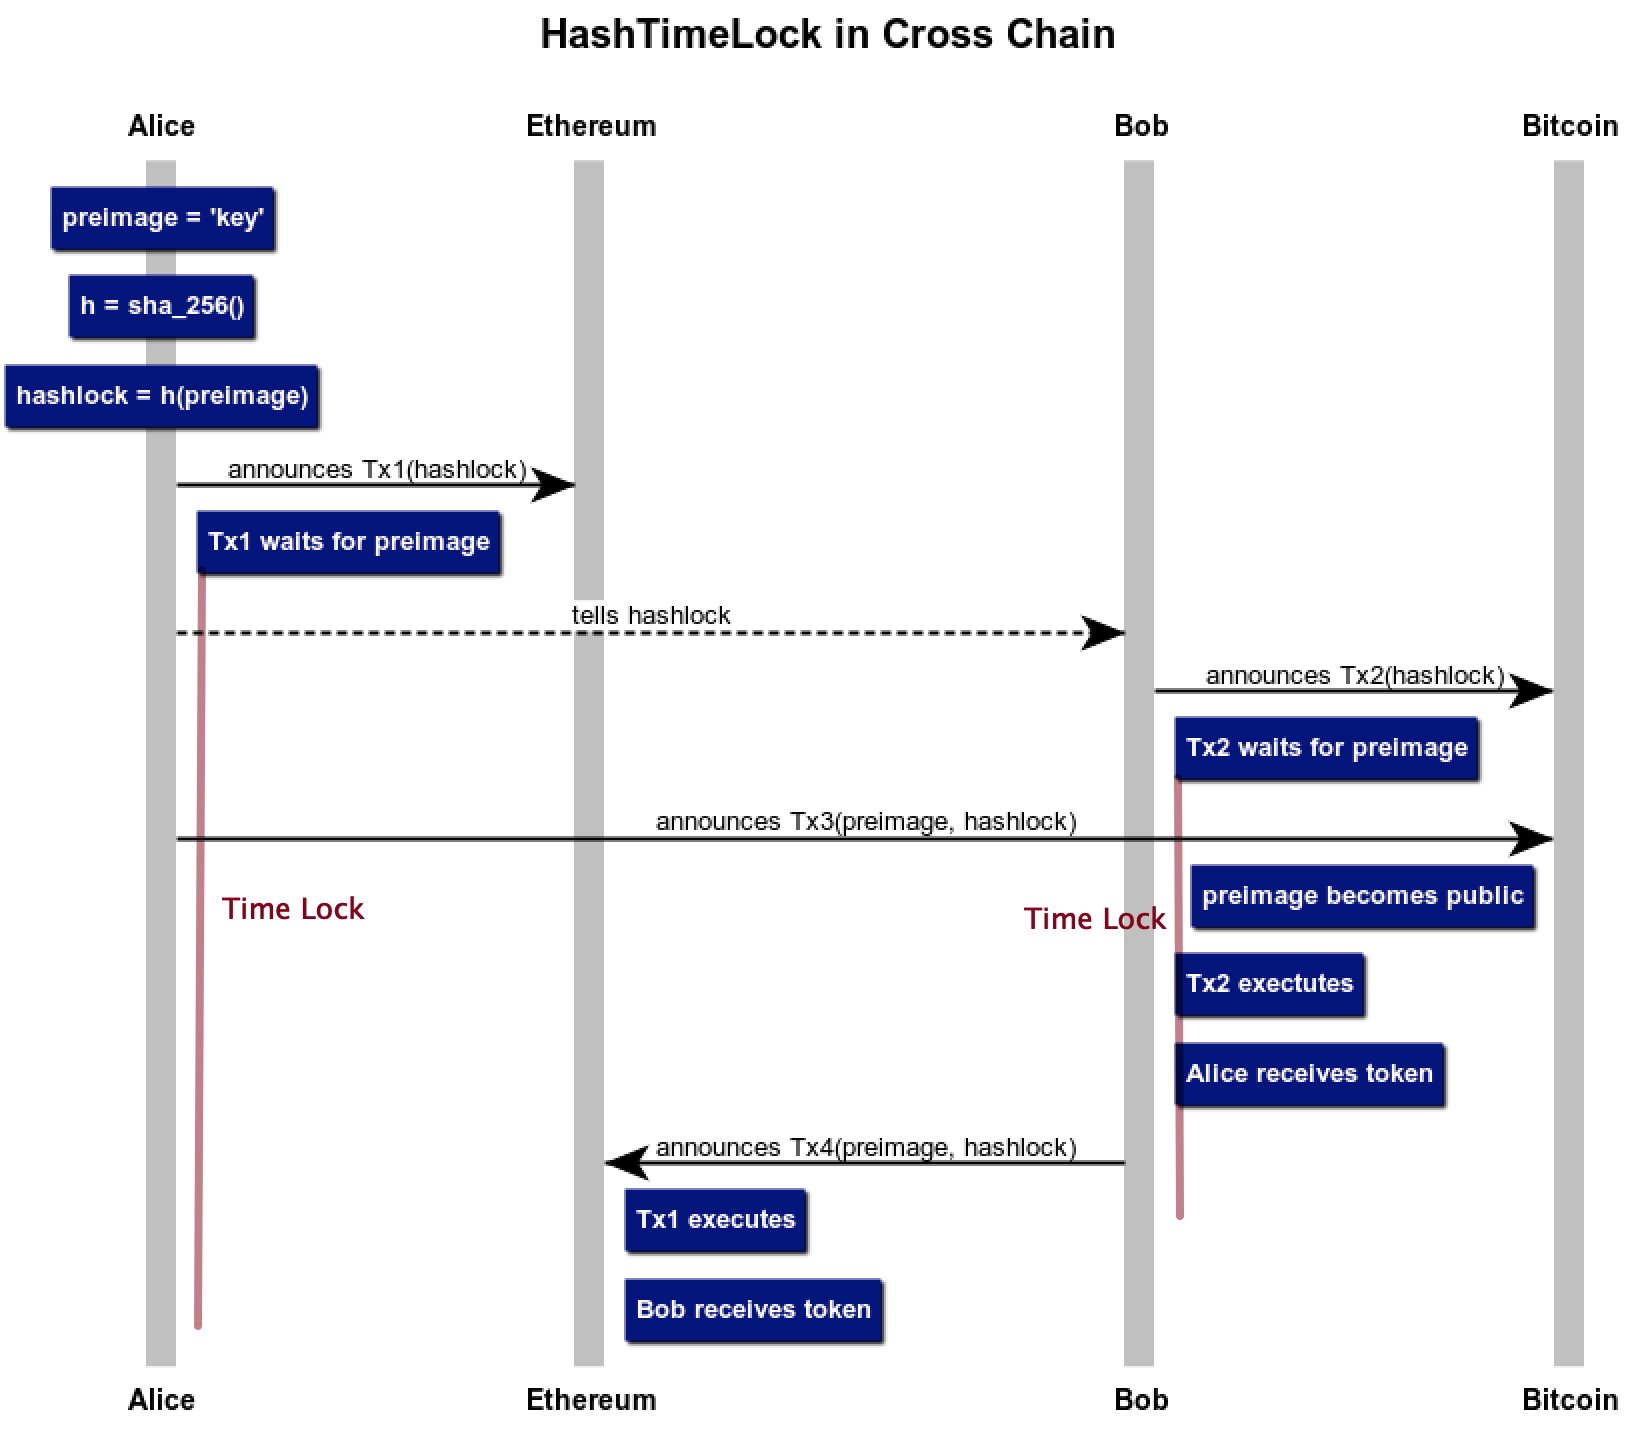 HashTimeLock in Cross Chain
Alice
Ethereum
Bob
Bitcoin
preimage = 'key'
h = sha_256()
hashlock = h(preimage)
announces Tx1(hashlock)
Tx1 waits for preimage
tells hashlock
announces Tx2(hashlock)
Tx2 waits for preimage
announces Tx3(preimage, hashlock)
preimage becomes public
Time Lock
Time Lock
Tx2 exectutes
Alice receives token
announces Tx4(preimage, hashlock)
Tx1 executes
Bob receives token
Alice
Ethereum
Bob
Bitcoin